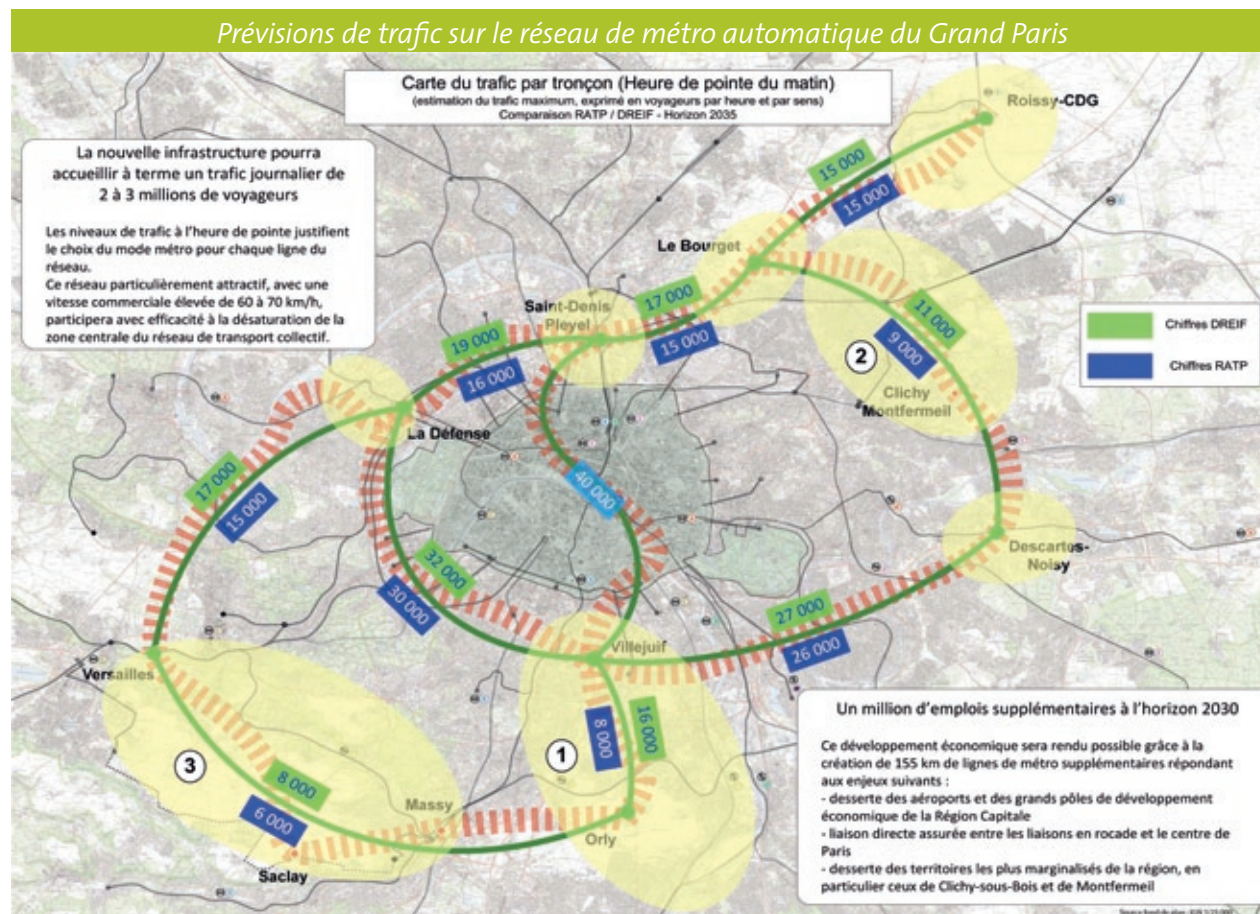 Prévisions de trafic sur le réseau de métro automatique du Grand Paris
Carte du trafic par tronçon (Heure de pointe du matin)
(estimation du trafic maximum, exprimé en voyageurs par heure et par sens)
Comparaison RATP / DREIF - Horizon 2035
Roissy-CDG
La nouvelle infrastructure pourra
accueillir à terme un trafic journalier de
2 à 3 millions de voyageurs
Les niveaux de trafic à l'heure de pointe justifient
le choix du mode métro pour chaque ligne du
réseau.
Ce réseau particulièrement attractif, avec une
vitesse commerciale élevée de 60 à 70 km/h,
participera avec efficacité à la désaturation de la
zone centrale du réseau de transport collectif.
15 000
15 000
Le Bourget
Saint-Denis
Pleyel
17 000
15 000
19 000
16 000
11 000
9 000
2
Clichy
Montfermeil
Chiffres DREIF
Chiffres RATP
La Défense
17 000
15 000
40 000
32 000
30 000
Descartes-
Noisy
27 000
26 000
Villejuif
Versailles
16 000
8 000
1
3
8 000
6 000
Massy
Orly
Saclay
Un million d'emplois supplémentaires à l'horizon 2030
Ce développement économique sera rendu possible grâce à la
création de 155 km de lignes de métro supplémentaires répondant
aux enjeux suivants :
- desserte des aéroports et des grands pôles de développement
économique de la Région Capitale
- liaison directe assurée entre les liaisons en rocade et le centre de
Paris
- desserte des territoires les plus marginalisés de la région, en
particulier ceux de Clichy-sous-Bois et de Montfermeil